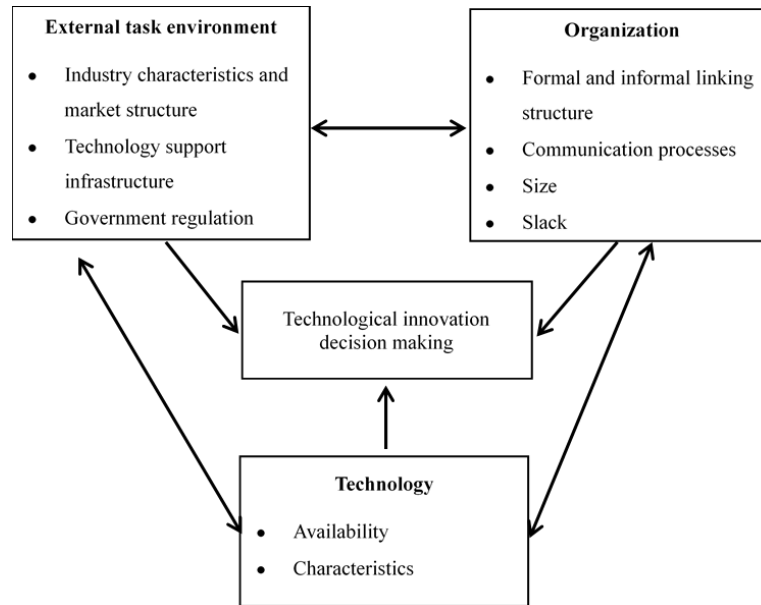 External task environment
● Industry characteristics and
market structure
● Technology support
infrastructure
● Government regulation
Organization
● Formal and informal linking
structure
● Communication processes
● Size
● Slack
Technological innovation
decision making
Technology
● Availability
● Characteristics